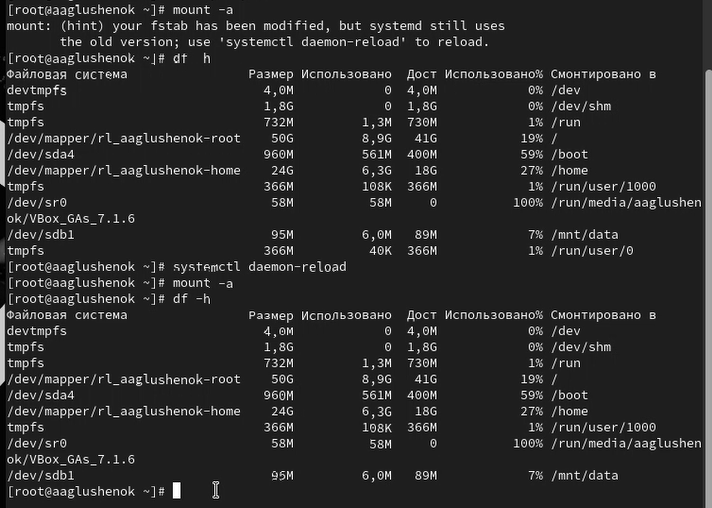 [root@aaglushenok ~]# mount -a
mount: (hint) your fstab has been modified, but systemd still uses
       the old version; use 'systemctl daemon-reload' to reload.
[root@aaglushenok ~]# df  h
Файловая система                  Размер Использовано  Дост Использовано% Смонтировано в
devtmpfs                            4,0M            0  4,0M            0% /dev
tmpfs                               1,8G            0  1,8G            0% /dev/shm
tmpfs                               732M         1,3M  730M            1% /run
/dev/mapper/rl_aaglushenok-root      50G         8,9G   41G           19% /
/dev/sda4                           960M         561M  400M           59% /boot
/dev/mapper/rl_aaglushenok-home      24G         6,3G   18G           27% /home
tmpfs                               366M         108K  366M            1% /run/user/1000
/dev/sr0                             58M          58M     0          100% /run/media/aaglushen
ok/VBox_GAs_7.1.6
/dev/sdb1                            95M         6,0M   89M            7% /mnt/data
tmpfs                               366M          40K  366M            1% /run/user/0
[root@aaglushenok ~]# systemctl daemon-reload
[root@aaglushenok ~]# mount -a
[root@aaglushenok ~]# df -h
Файловая система                  Размер Использовано  Дост Использовано% Смонтировано в
devtmpfs                            4,0M            0  4,0M            0% /dev
tmpfs                               1,8G            0  1,8G            0% /dev/shm
tmpfs                               732M         1,3M  730M            1% /run
/dev/mapper/rl_aaglushenok-root      50G         8,9G   41G           19% /
/dev/sda4                           960M         561M  400M           59% /boot
/dev/mapper/rl_aaglushenok-home      24G         6,3G   18G           27% /home
tmpfs                               366M         108K  366M            1% /run/user/1000
/dev/sr0                             58M          58M     0          100% /run/media/aaglushen
ok/VBox_GAs_7.1.6
/dev/sdb1                            95M         6,0M   89M            7% /mnt/data
[root@aaglushenok ~]#